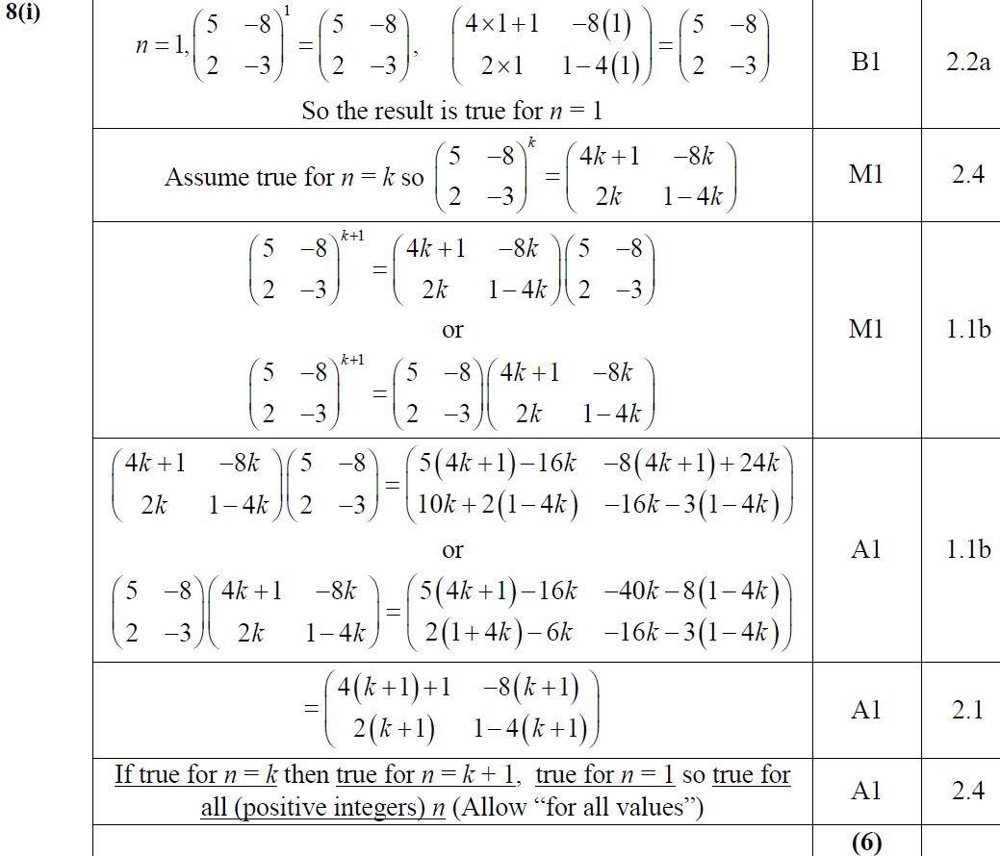 8(i)
n = 1, \begin{pmatrix} 5 & -8 \\ 2 & -3 \end{pmatrix}^1 = \begin{pmatrix} 5 & -8 \\ 2 & -3 \end{pmatrix}, \begin{pmatrix} 4×1+1 & -8(1) \\ 2×1 & 1-4(1) \end{pmatrix} = \begin{pmatrix} 5 & -8 \\ 2 & -3 \end{pmatrix}
So the result is true for n = 1
B1 2.2a
Assume true for n = k so \begin{pmatrix} 5 & -8 \\ 2 & -3 \end{pmatrix}^k = \begin{pmatrix} 4k+1 & -8k \\ 2k & 1-4k \end{pmatrix}
M1 2.4
\begin{pmatrix} 5 & -8 \\ 2 & -3 \end{pmatrix}^{k+1} = \begin{pmatrix} 4k+1 & -8k \\ 2k & 1-4k \end{pmatrix}\begin{pmatrix} 5 & -8 \\ 2 & -3 \end{pmatrix}
or
\begin{pmatrix} 5 & -8 \\ 2 & -3 \end{pmatrix}^{k+1} = \begin{pmatrix} 5 & -8 \\ 2 & -3 \end{pmatrix}\begin{pmatrix} 4k+1 & -8k \\ 2k & 1-4k \end{pmatrix}
M1 1.1b
\begin{pmatrix} 4k+1 & -8k \\ 2k & 1-4k \end{pmatrix}\begin{pmatrix} 5 & -8 \\ 2 & -3 \end{pmatrix} = \begin{pmatrix} 5(4k+1)-16k & -8(4k+1)+24k \\ 10k+2(1-4k) & -16k-3(1-4k) \end{pmatrix}
or
\begin{pmatrix} 5 & -8 \\ 2 & -3 \end{pmatrix}\begin{pmatrix} 4k+1 & -8k \\ 2k & 1-4k \end{pmatrix} = \begin{pmatrix} 5(4k+1)-16k & -40k-8(1-4k) \\ 2(1+4k)-6k & -16k-3(1-4k) \end{pmatrix}
A1 1.1b
= \begin{pmatrix} 4(k+1)+1 & -8(k+1) \\ 2(k+1) & 1-4(k+1) \end{pmatrix}
A1 2.1
If true for n = k then true for n = k + 1, true for n = 1 so true for
all (positive integers) n (Allow “for all values”)
A1 2.4
(6)